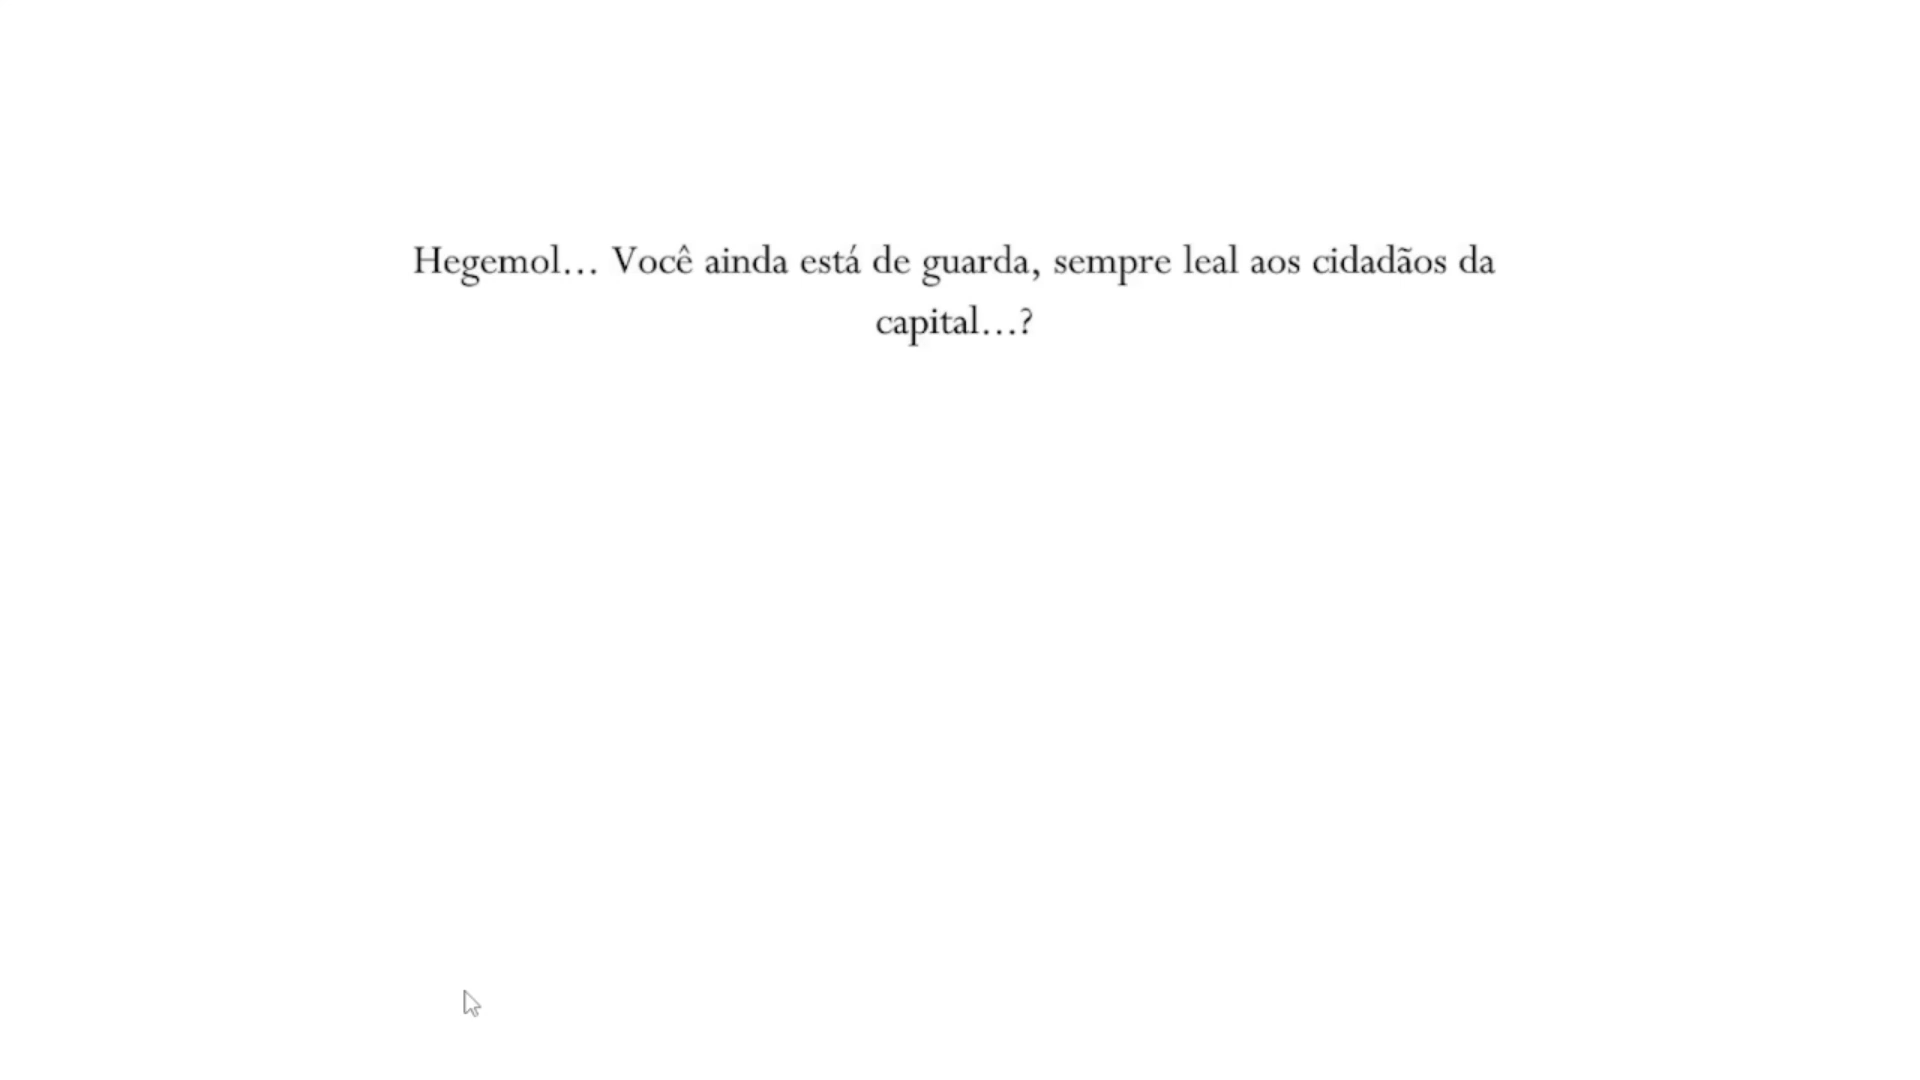 Hegemol… Você ainda está de guarda, sempre leal aos cidadãos da
capital…?